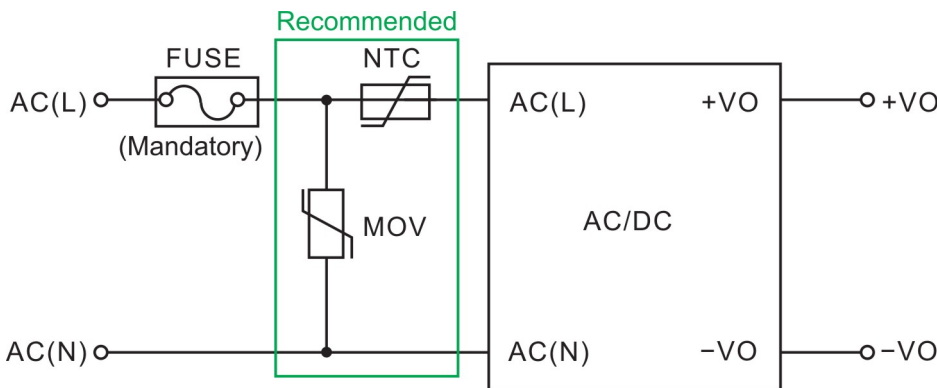 Recommended
FUSE
NTC
AC(L)
AC(L)
+VO
+VO
(Mandatory)
MOV
AC/DC
AC(N)
AC(N)
−VO
−VO